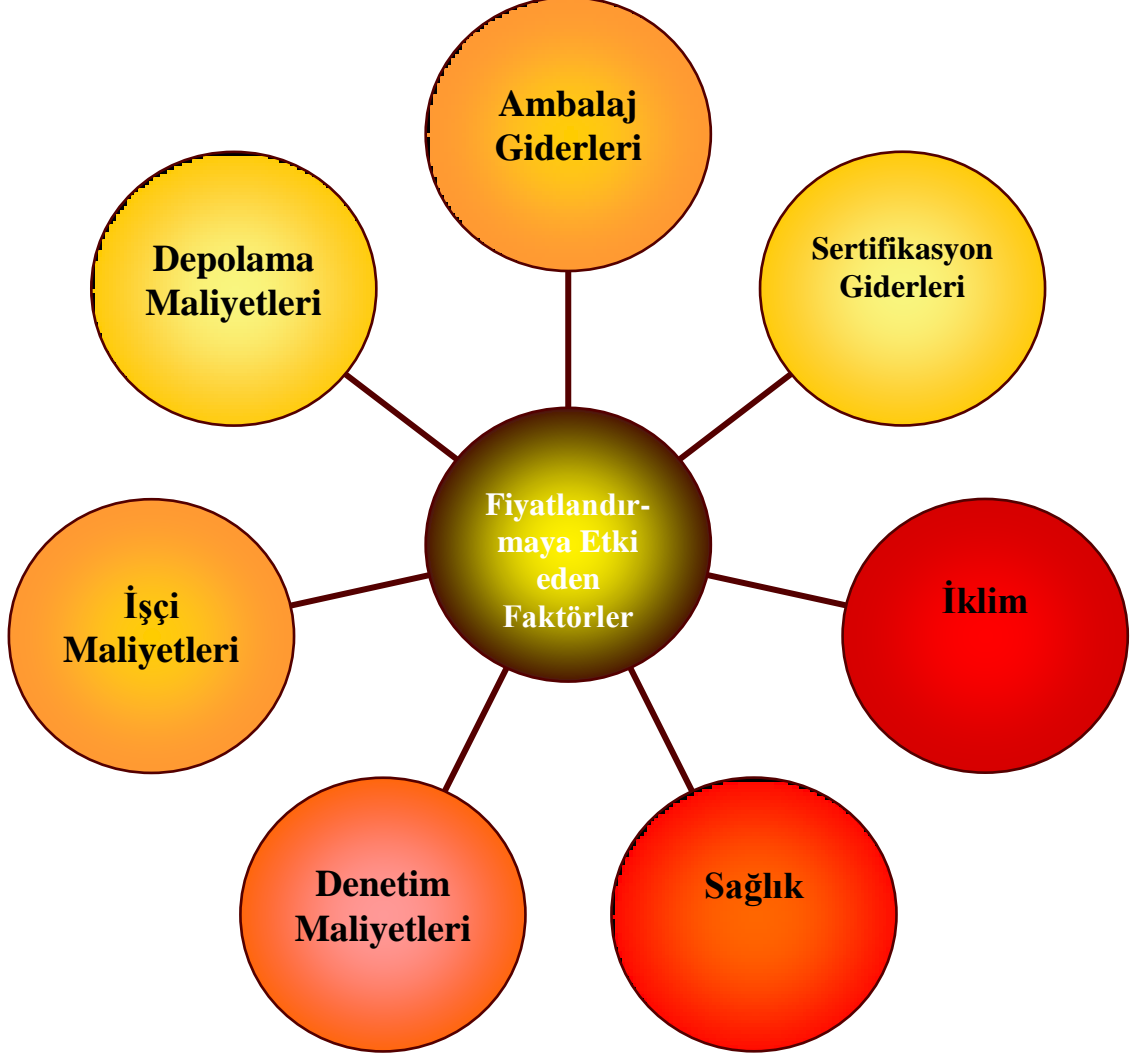 Ambalaj
Giderleri
Sertifikasyon
Giderleri
Depolama
Maliyetleri
Fiyatlandır-
maya Etki
eden
Faktörler
İklim
İşçi
Maliyetleri
Sağlık
Denetim
Maliyetleri